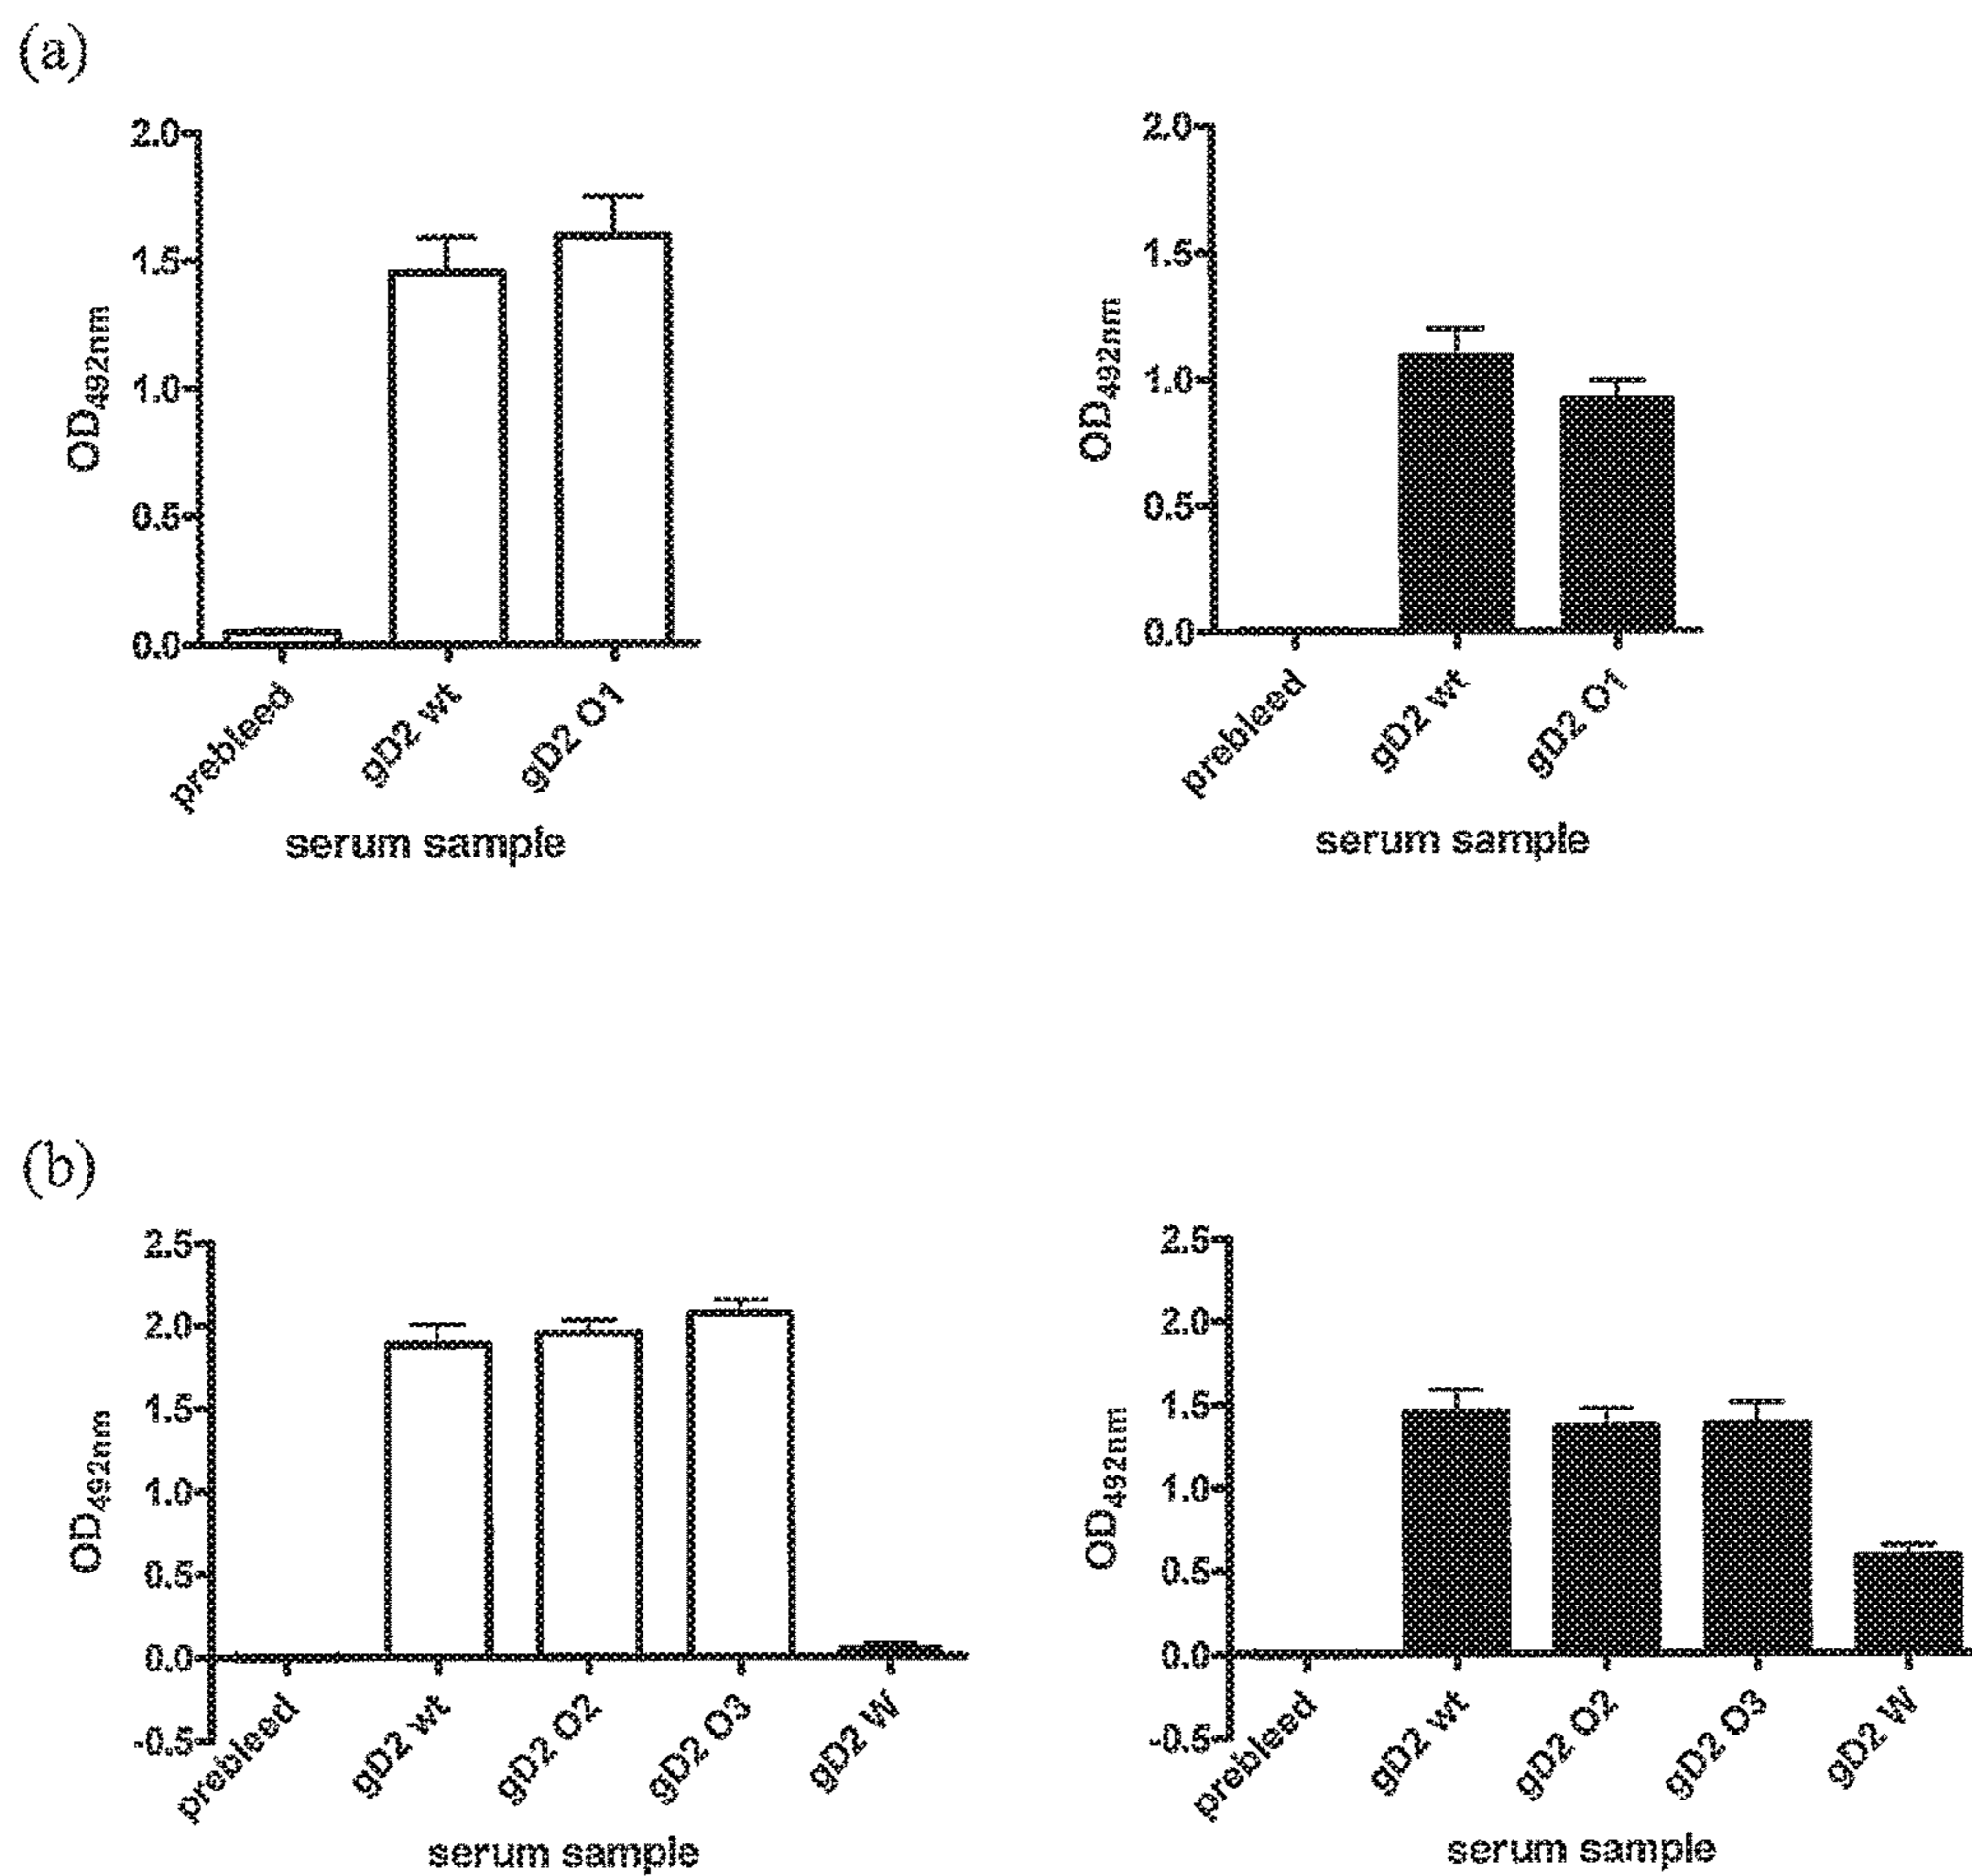 (a)
2.0
1.5
1.0
0.5
0.0
OD492nm
prebleed
gD2 wt
gD2 O1
serum sample
2.0
1.5
1.0
0.5
0.0
OD492nm
prebleed
gD2 wt
gD2 O1
serum sample
(b)
2.5
2.0
1.5
1.0
0.5
0.0
-0.5
OD492nm
prebleed
gD2 wt
gD2 O2
gD2 O3
gD2 W
serum sample
2.5
2.0
1.5
1.0
0.5
0.0
-0.5
OD492nm
prebleed
gD2 wt
gD2 O2
gD2 O3
gD2 W
serum sample